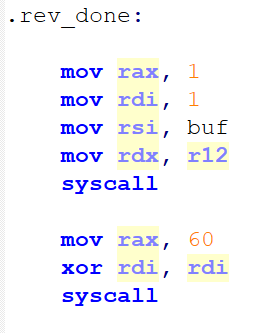 .rev_done:
mov rax, 1
mov rdi, 1
mov rsi, buf
mov rdx, r12
syscall
mov rax, 60
xor rdi, rdi
syscall